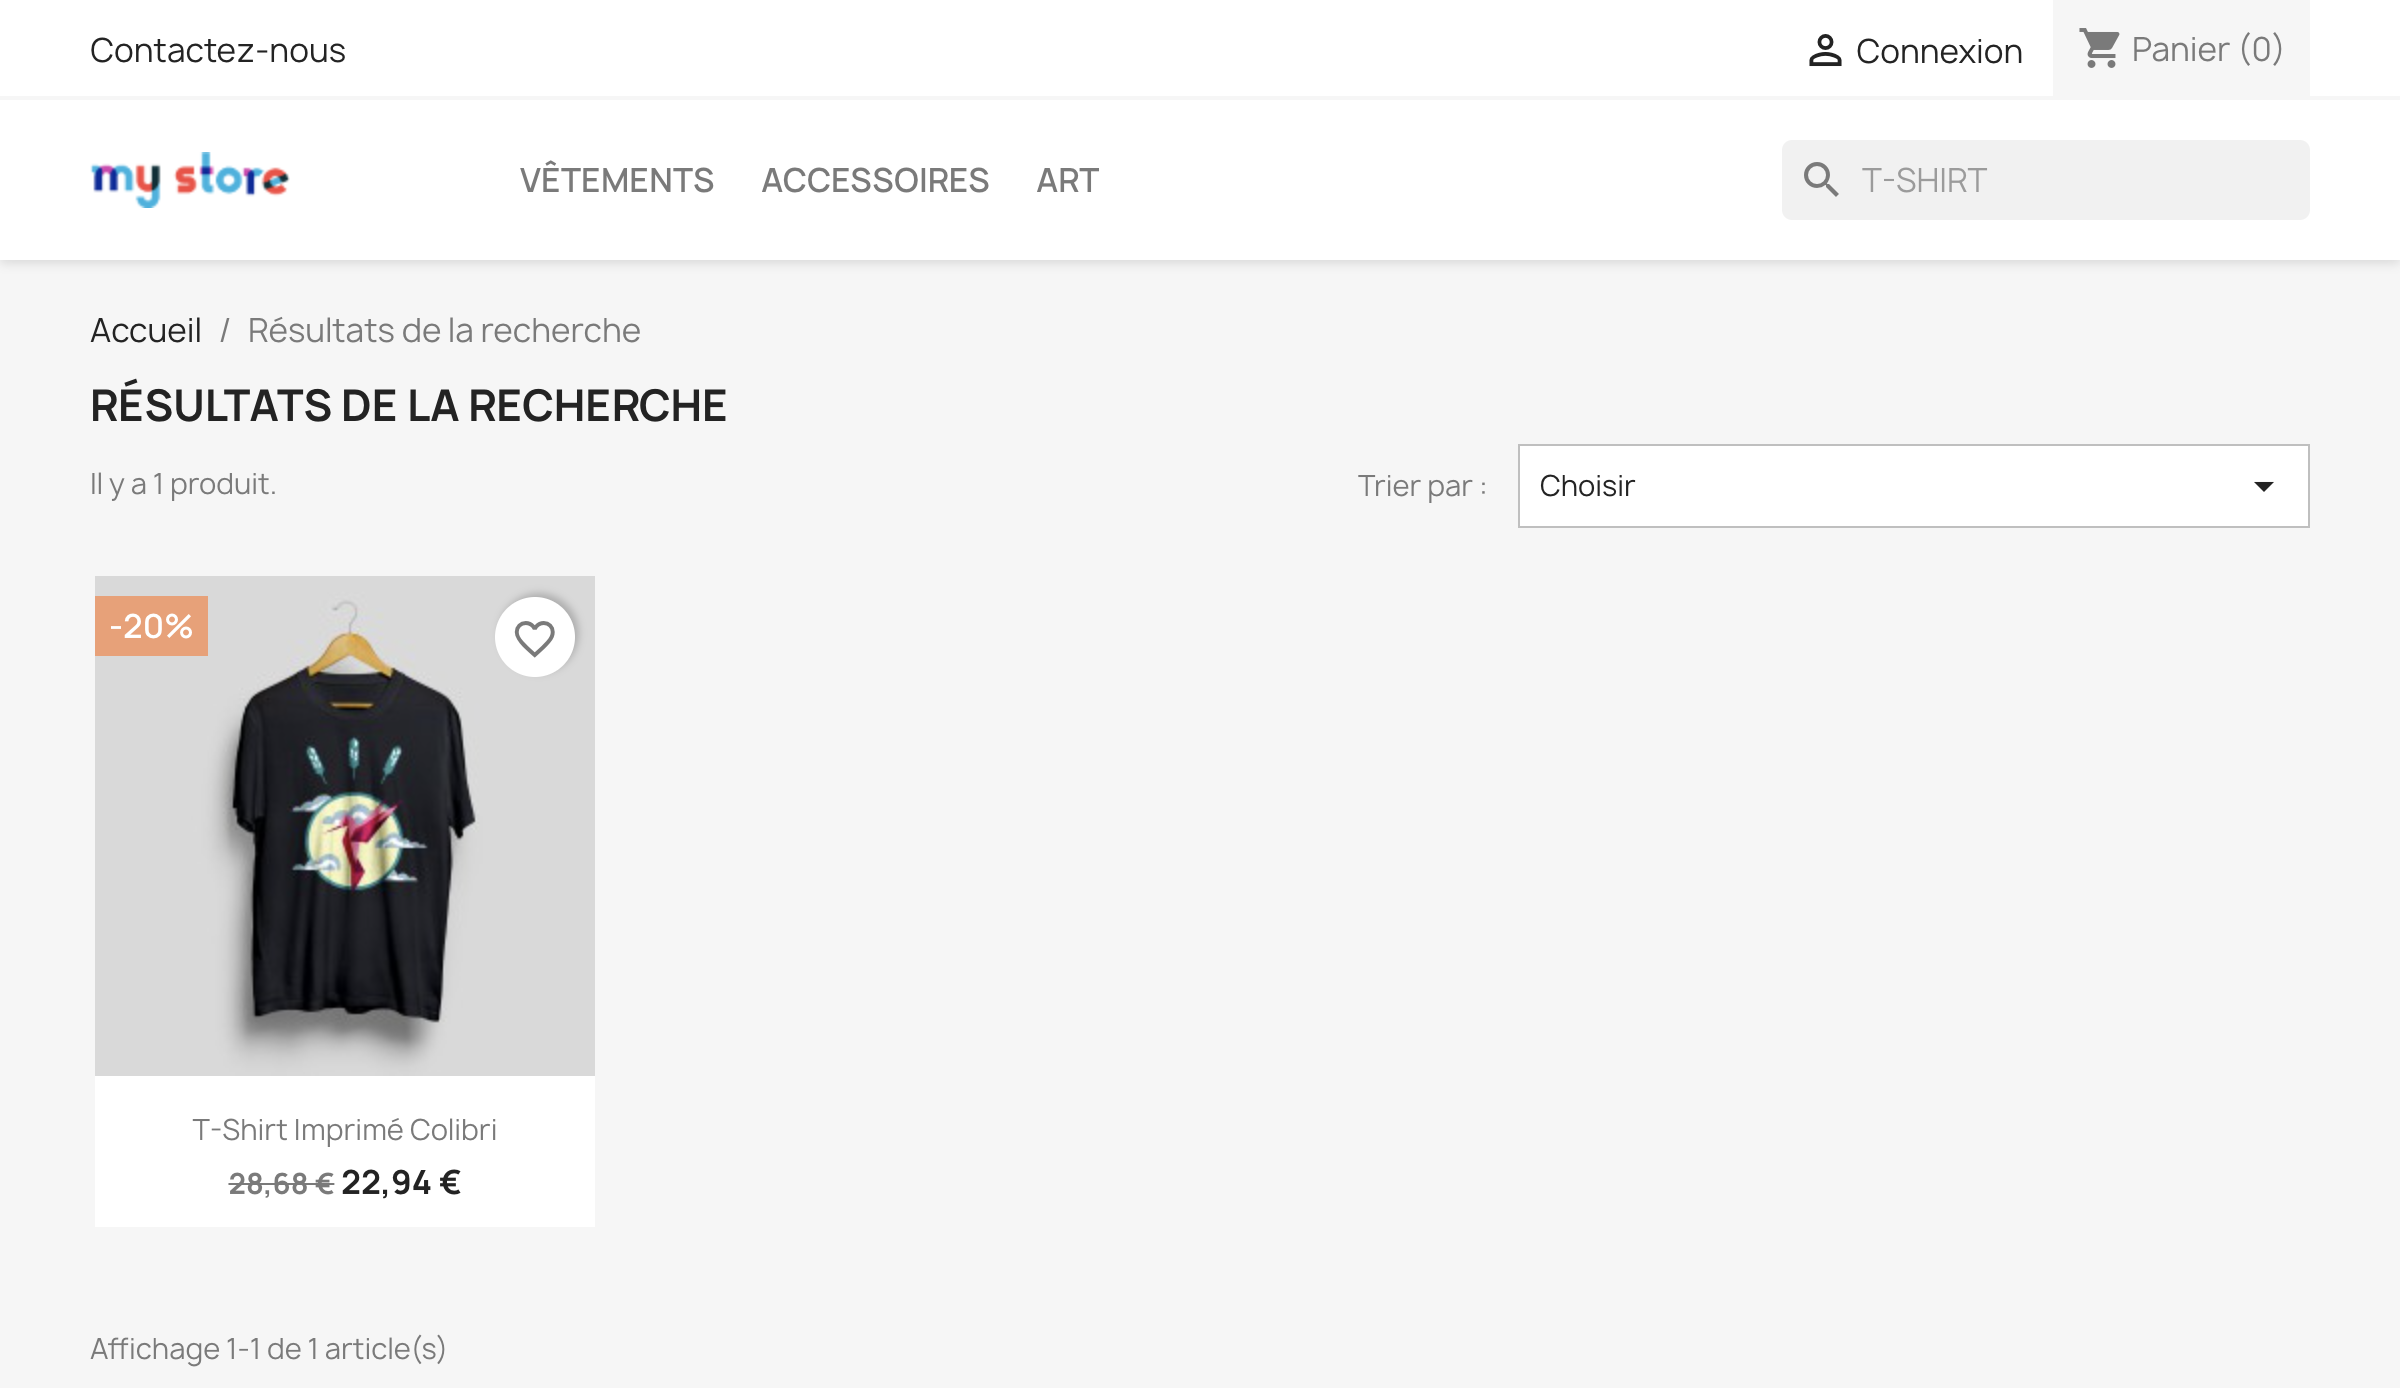 Contactez-nous
Connexion
Panier (0)
my store
VÊTEMENTS
ACCESSOIRES
ART
T-SHIRT
Accueil / Résultats de la recherche
RÉSULTATS DE LA RECHERCHE
Il y a 1 produit.
Trier par :
Choisir
-20%
T-Shirt Imprimé Colibri
28,68 € 22,94 €
Affichage 1-1 de 1 article(s)